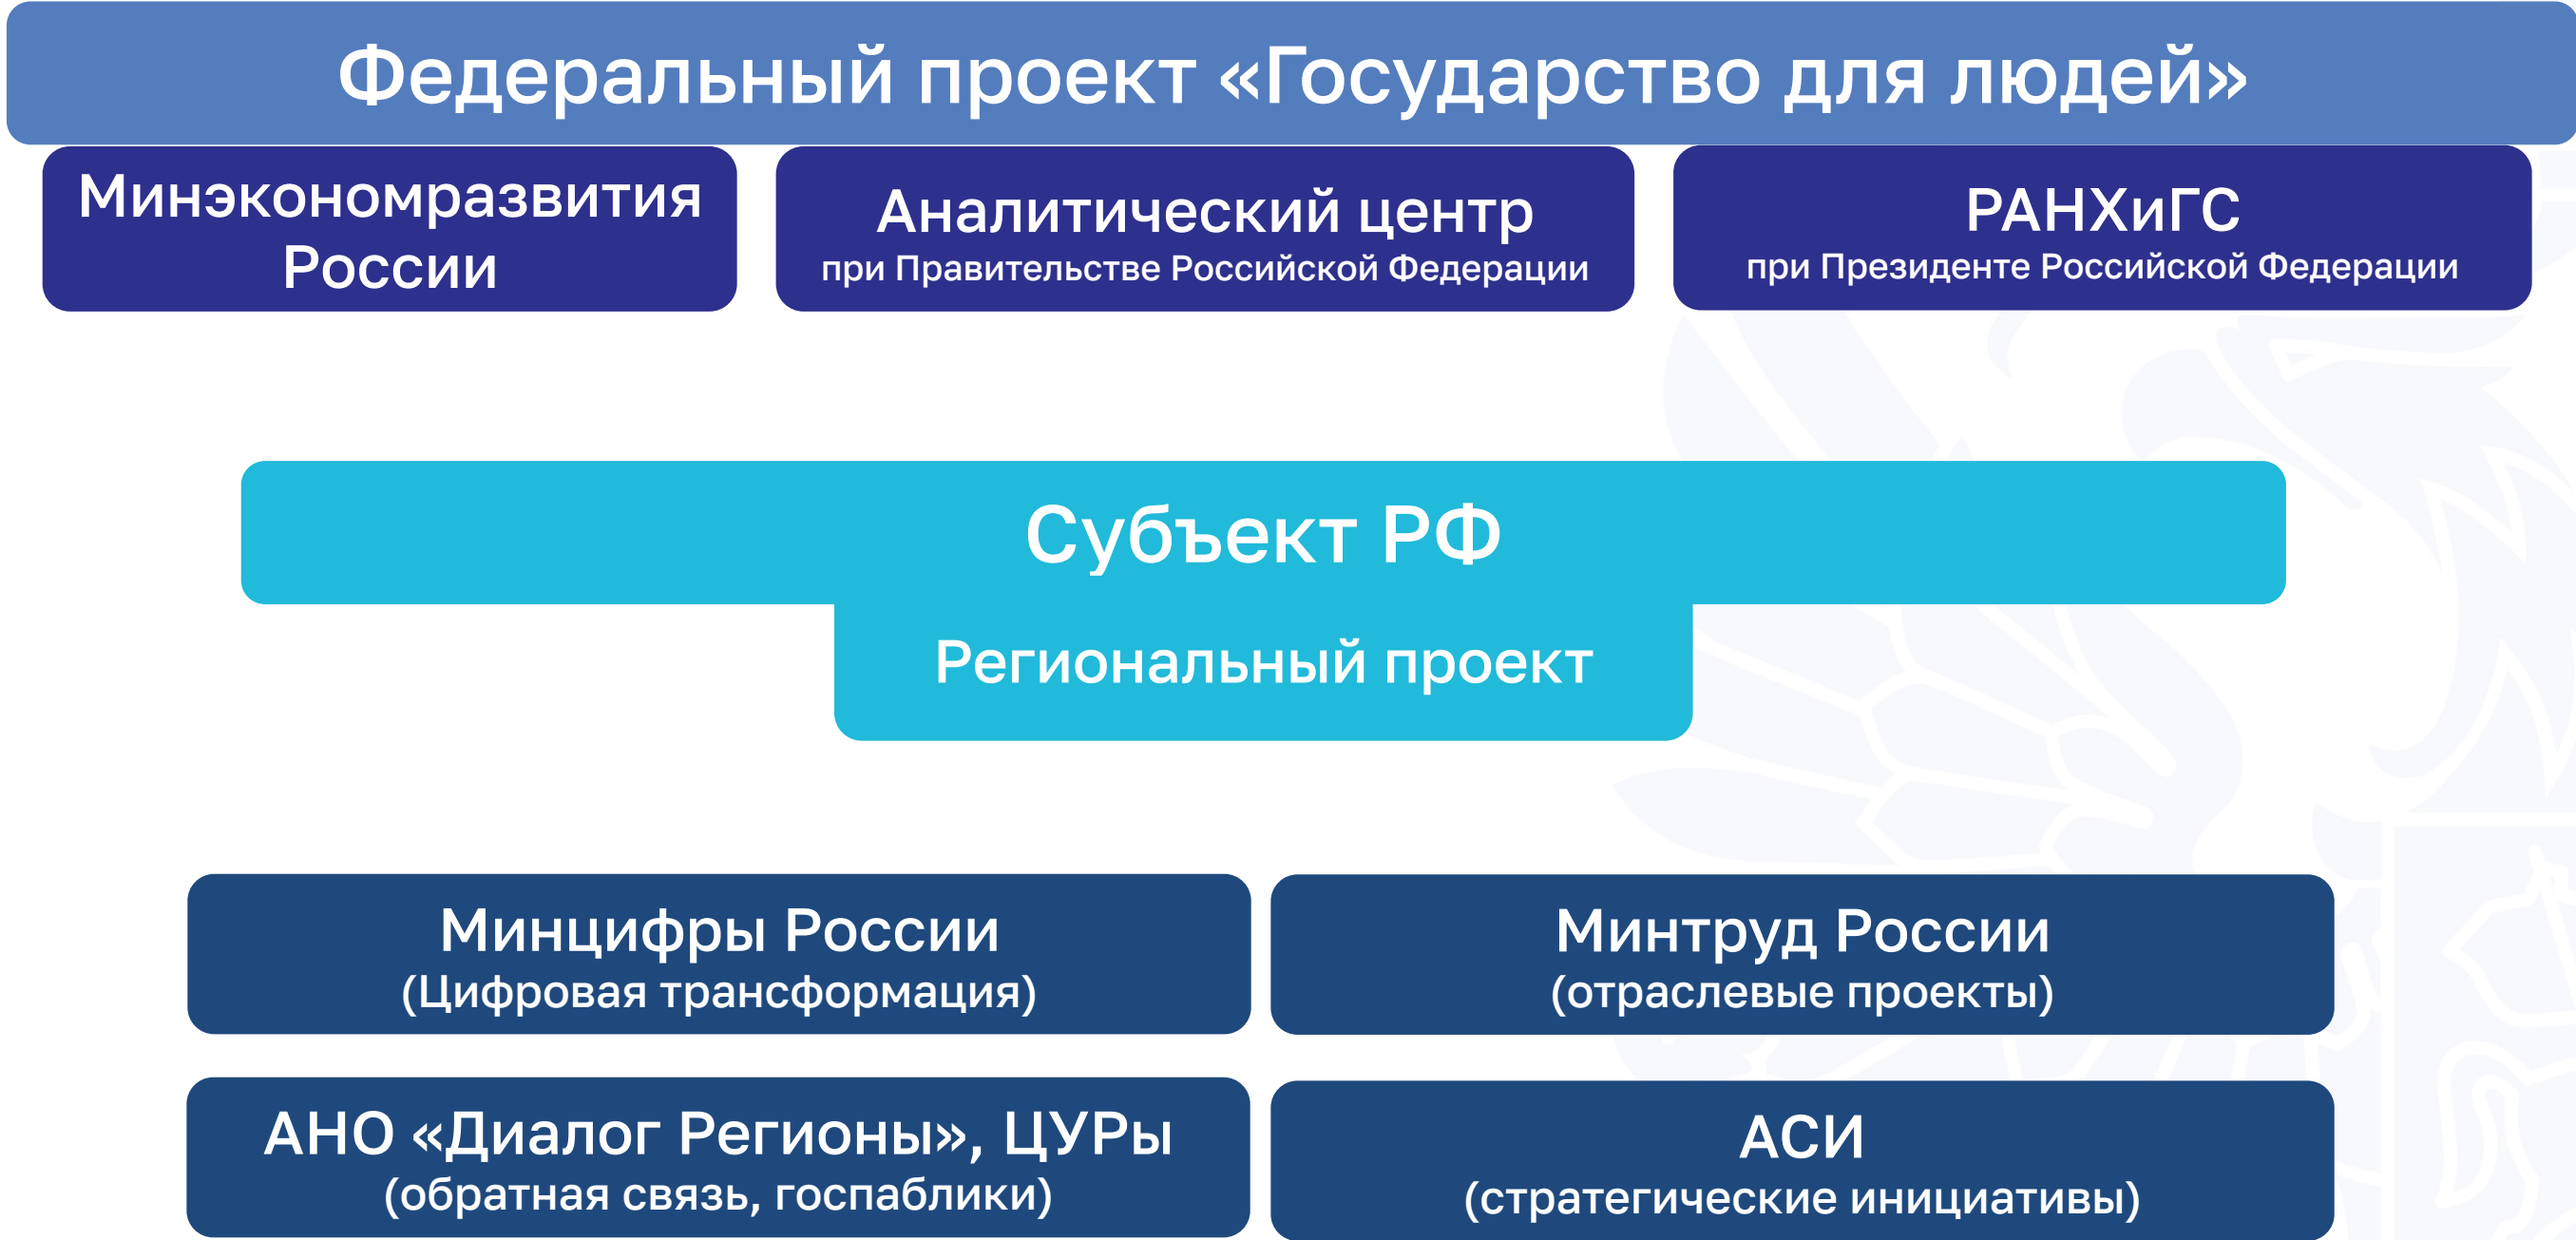 Федеральный проект «Государство для людей»
Минэкономразвития
России
Аналитический центр
при Правительстве Российской Федерации
РАНХиГС
при Президенте Российской Федерации
Субъект РФ
Региональный проект
Минцифры России
(Цифровая трансформация)
Минтруд России
(отраслевые проекты)
АНО «Диалог Регионы», ЦУРы
(обратная связь, госпаблики)
АСИ
(стратегические инициативы)